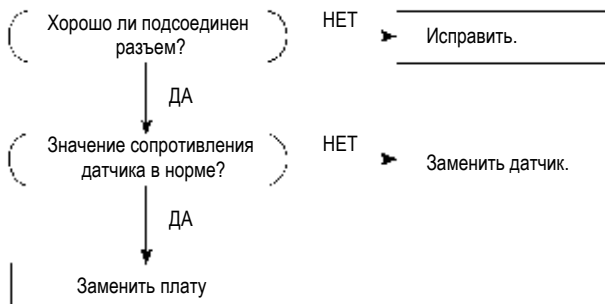 Хорошо ли подсоединен
разъем?
НЕТ
Исправить.
ДА
Значение сопротивления
датчика в норме?
НЕТ
Заменить датчик.
ДА
Заменить плату